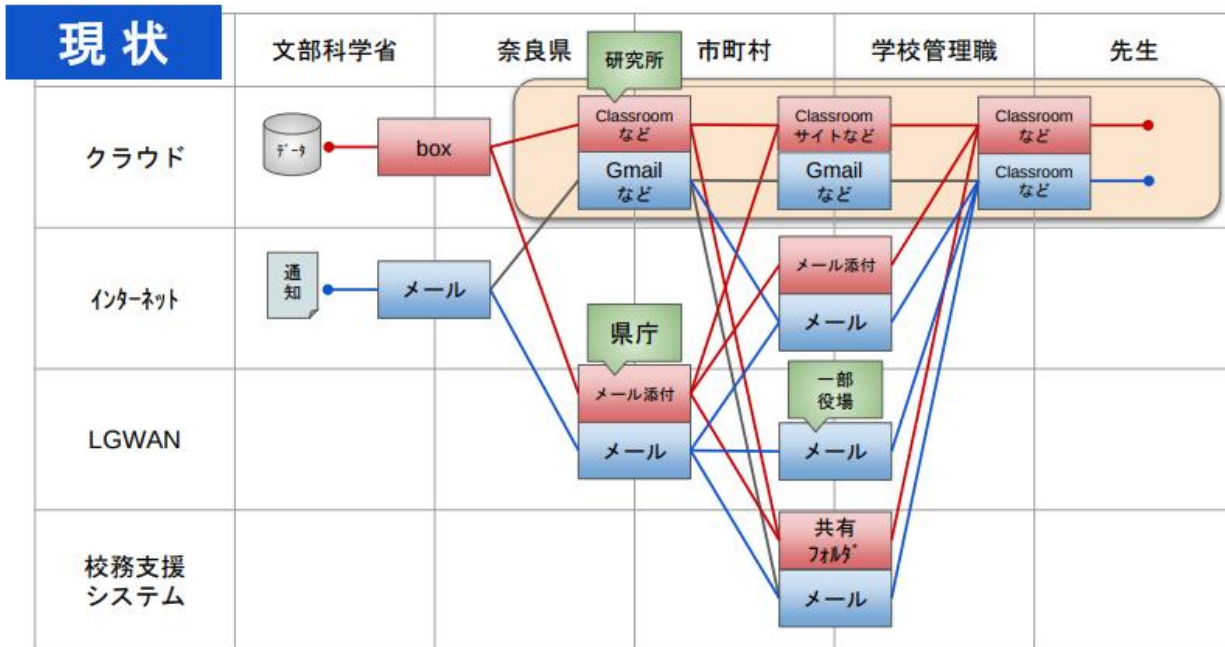 現状
文部科学省
奈良県
市町村
学校管理職
先生
研究所
クラウド
ﾃﾞｰﾀ
box
Classroom
など
Gmail
など
Classroom
サイトなど
Gmail
など
Classroom
など
Classroom
など
ｲﾝﾀｰﾈｯﾄ
通
知
メール
メール添付
メール
県庁
LGWAN
メール添付
メール
一部
役場
メール
校務支援
システム
共有
ﾌｫﾙﾀﾞ
メール